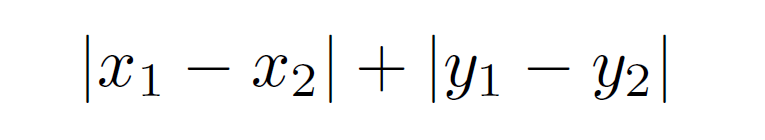 |x₁ − x₂| + |y₁ − y₂|